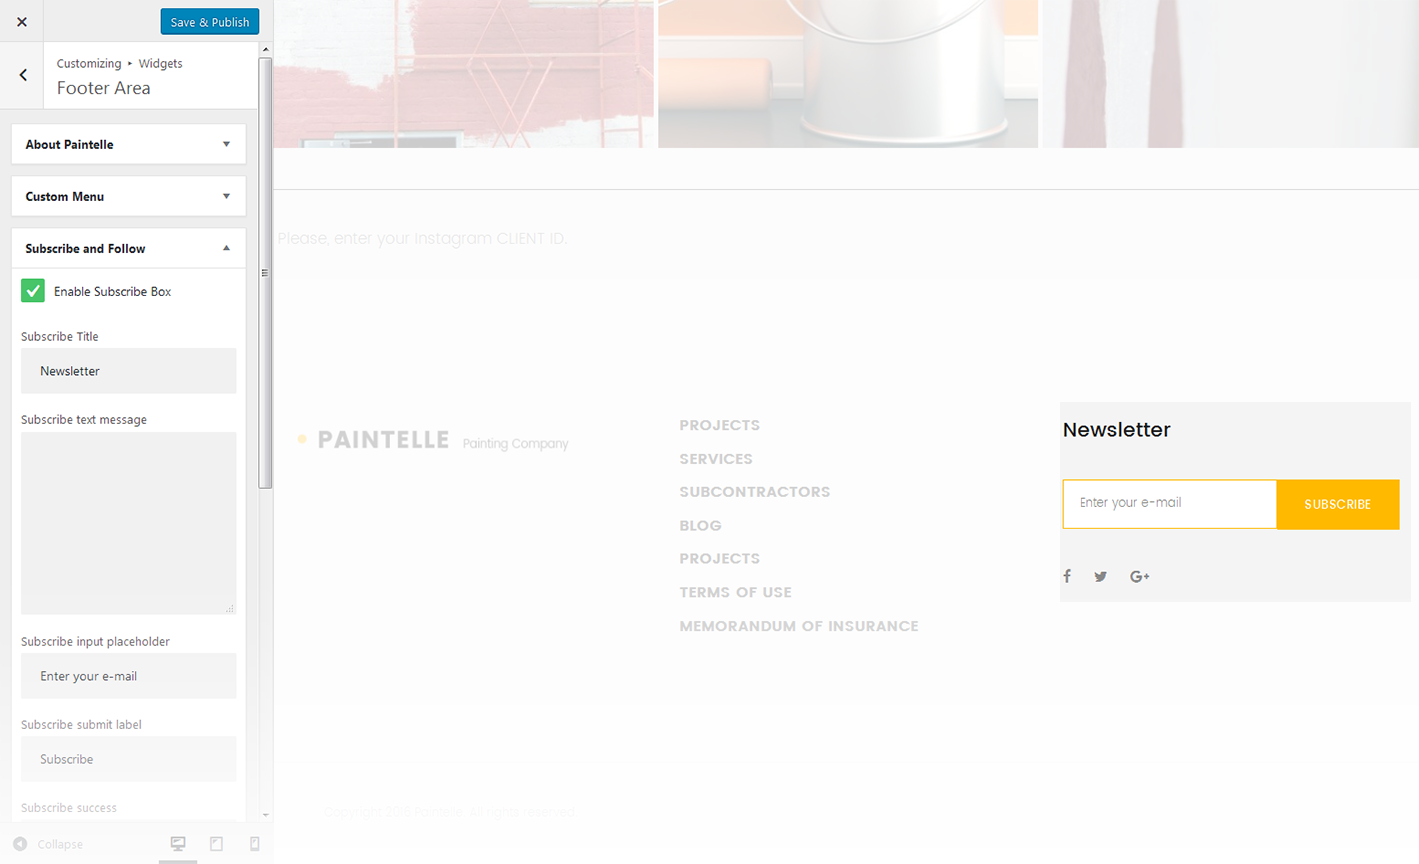 Save & Publish
Customizing ▸ Widgets
Footer Area
About Paintelle
Custom Menu
Subscribe and Follow
Enable Subscribe Box
Subscribe Title
Newsletter
Subscribe text message
Subscribe input placeholder
Enter your e-mail
Subscribe submit label
Subscribe
Subscribe success
Collapse
Please, enter your Instagram CLIENT ID.
PAINTELLE Painting Company
PROJECTS
SERVICES
SUBCONTRACTORS
BLOG
PROJECTS
TERMS OF USE
MEMORANDUM OF INSURANCE
Newsletter
Enter your e-mail
SUBSCRIBE
G+
Copyright Paintelle. All rights reserved.